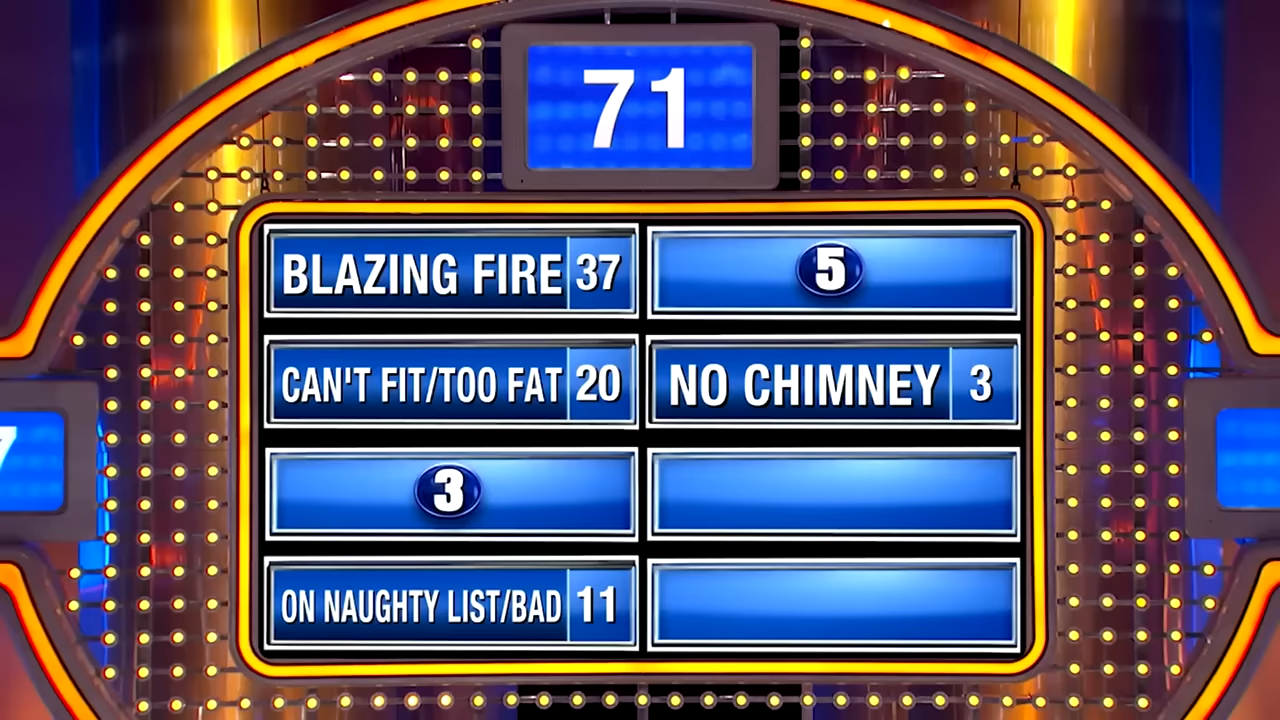 71
BLAZING FIRE 37
5
CAN'T FIT/TOO FAT 20
NO CHIMNEY 3
3
ON NAUGHTY LIST/BAD 11
7